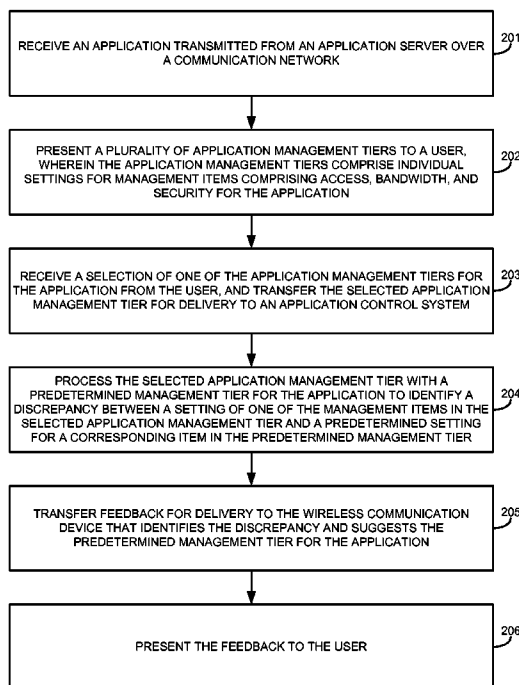 RECEIVE AN APPLICATION TRANSMITTED FROM AN APPLICATION SERVER OVER
A COMMUNICATION NETWORK
201
PRESENT A PLURALITY OF APPLICATION MANAGEMENT TIERS TO A USER,
WHEREIN THE APPLICATION MANAGEMENT TIERS COMPRISE INDIVIDUAL
SETTINGS FOR MANAGEMENT ITEMS COMPRISING ACCESS, BANDWIDTH, AND
SECURITY FOR THE APPLICATION
202
RECEIVE A SELECTION OF ONE OF THE APPLICATION MANAGEMENT TIERS FOR
THE APPLICATION FROM THE USER, AND TRANSFER THE SELECTED APPLICATION
MANAGEMENT TIER FOR DELIVERY TO AN APPLICATION CONTROL SYSTEM
203
PROCESS THE SELECTED APPLICATION MANAGEMENT TIER WITH A
PREDETERMINED MANAGEMENT TIER FOR THE APPLICATION TO IDENTIFY A
DISCREPANCY BETWEEN A SETTING OF ONE OF THE MANAGEMENT ITEMS IN THE
SELECTED APPLICATION MANAGEMENT TIER AND A PREDETERMINED SETTING
FOR A CORRESPONDING ITEM IN THE PREDETERMINED MANAGEMENT TIER
204
TRANSFER FEEDBACK FOR DELIVERY TO THE WIRELESS COMMUNICATION
DEVICE THAT IDENTIFIES THE DISCREPANCY AND SUGGESTS THE
PREDETERMINED MANAGEMENT TIER FOR THE APPLICATION
205
PRESENT THE FEEDBACK TO THE USER
206